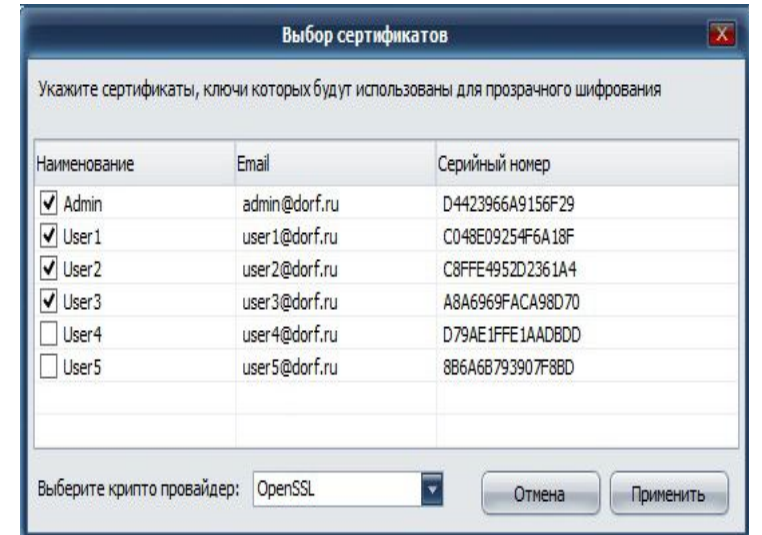 Выбор сертификатов
Укажите сертификаты, ключи которых будут использованы для прозрачного шифрования
Наименование Email Серийный номер
Admin admin@dorf.ru D4423966A9156F29
User1 user1@dorf.ru C048E09254F6A18F
User2 user2@dorf.ru C8FFE4952D2361A4
User3 user3@dorf.ru A8A6969FACA98D70
User4 user4@dorf.ru D79AE1FFE1AADBDD
User5 user5@dorf.ru 8B6A6B793907F8BD
Выберите крипто провайдер: OpenSSL Отмена Применить